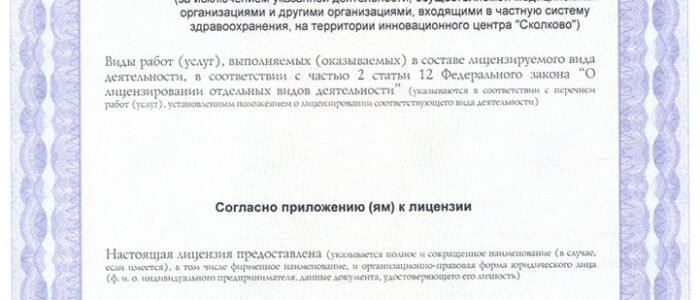 (за исключением указанной деятельности, осуществляемой медицинскими
организациями и другими организациями, входящими в частную систему
здравоохранения, на территории инновационного центра "Сколково")
Виды работ (услуг), выполняемых (оказываемых) в составе лицензируемого вида
деятельности, в соответствии с частью 2 статьи 12 Федерального закона “О
лицензировании отдельных видов деятельности” (указываются в соответствии с перечнем
работ (услуг), установленным положением о лицензировании соответствующего вида деятельности)
Согласно приложению (ям) к лицензии
Настоящая лицензия предоставлена (указывается полное и сокращенное наименование (в случае,
если имеется), в том числе фирменное наименование, и организационно-правовая форма юридического лица
(ф. и. о. индивидуального предпринимателя, данные документа, удостоверяющего его личность)